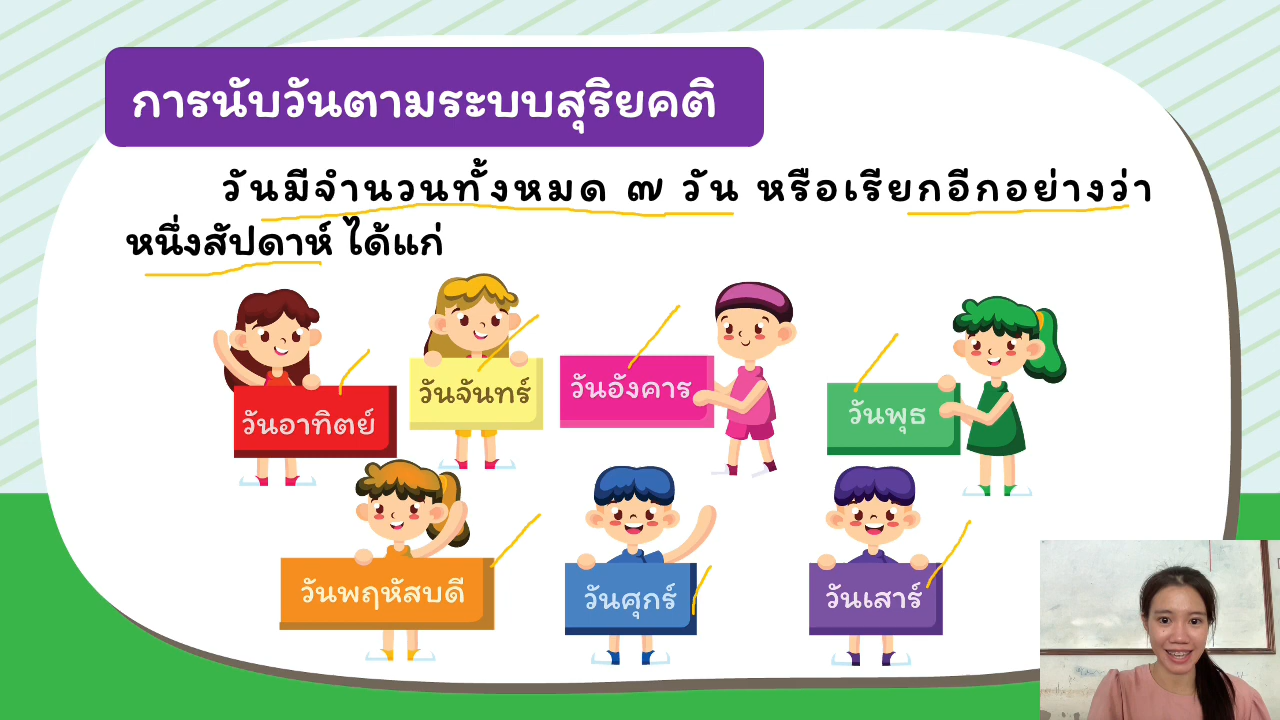 การนับวันตามระบบสุริยคติ
วันมีจำนวนทั้งหมด ๗ วัน หรือเรียกอีกอย่างว่า
หนึ่งสัปดาห์ ได้แก่
วันอาทิตย์
วันจันทร์
วันอังคาร
วันพุธ
วันพฤหัสบดี
วันศุกร์
วันเสาร์